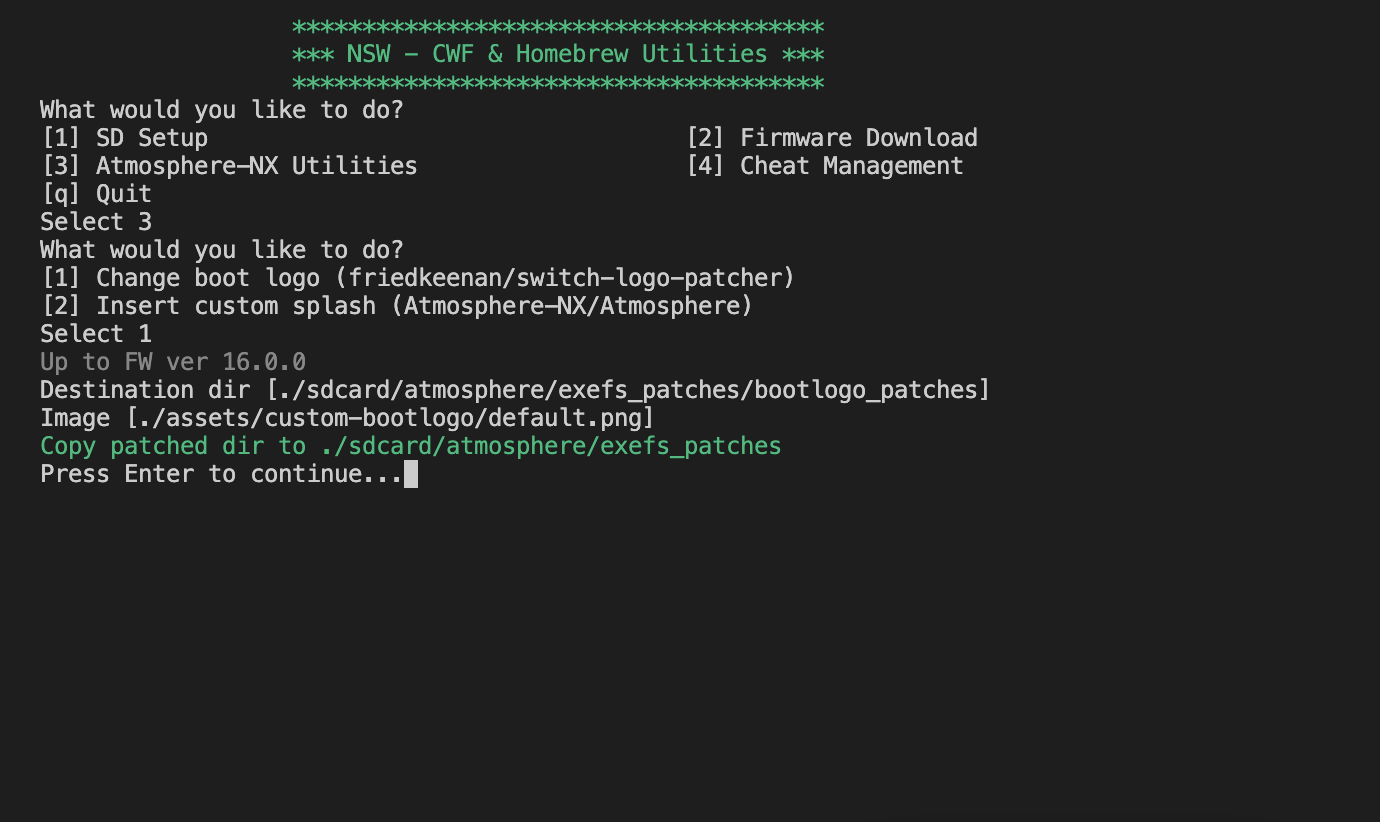 **************************************
*** NSW - CWF & Homebrew Utilities ***
**************************************
What would you like to do?
[1] SD Setup [2] Firmware Download
[3] Atmosphere-NX Utilities [4] Cheat Management
[q] Quit
Select 3
What would you like to do?
[1] Change boot logo (friedkeenan/switch-logo-patcher)
[2] Insert custom splash (Atmosphere-NX/Atmosphere)
Select 1
Up to FW ver 16.0.0
Destination dir [./sdcard/atmosphere/exefs_patches/bootlogo_patches]
Image [./assets/custom-bootlogo/default.png]
Copy patched dir to ./sdcard/atmosphere/exefs_patches
Press Enter to continue...